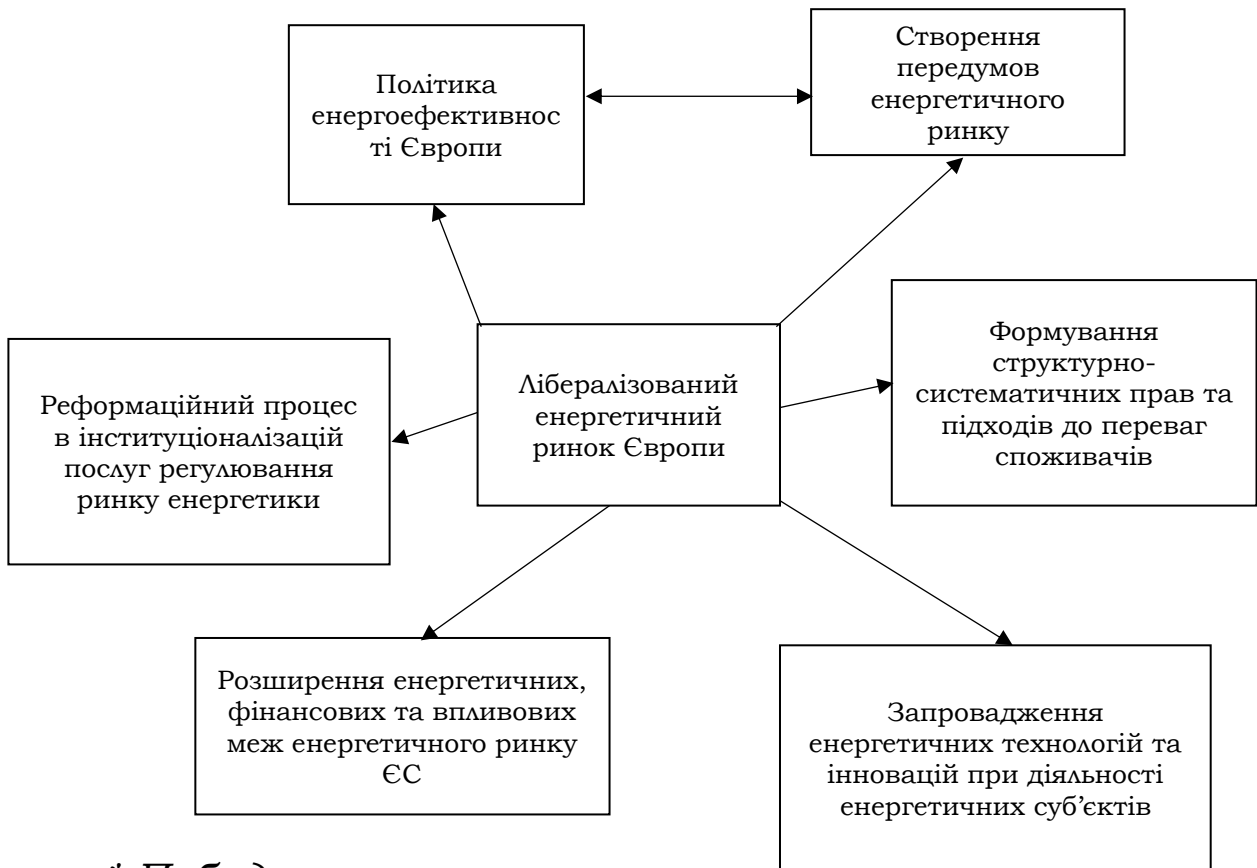 Політика
енергоефективнос
ті Європи
Створення
передумов
енергетичного
ринку
Реформаційний процес
в інституціоналізацій
послуг регулювання
ринку енергетики
Лібералізований
енергетичний
ринок Європи
Формування
структурно-
систематичних прав та
підходів до переваг
споживачів
Розширення енергетичних,
фінансових та впливових
меж енергетичного ринку
ЄС
Запровадження
енергетичних технологій та
інновацій при діяльності
енергетичних суб’єктів